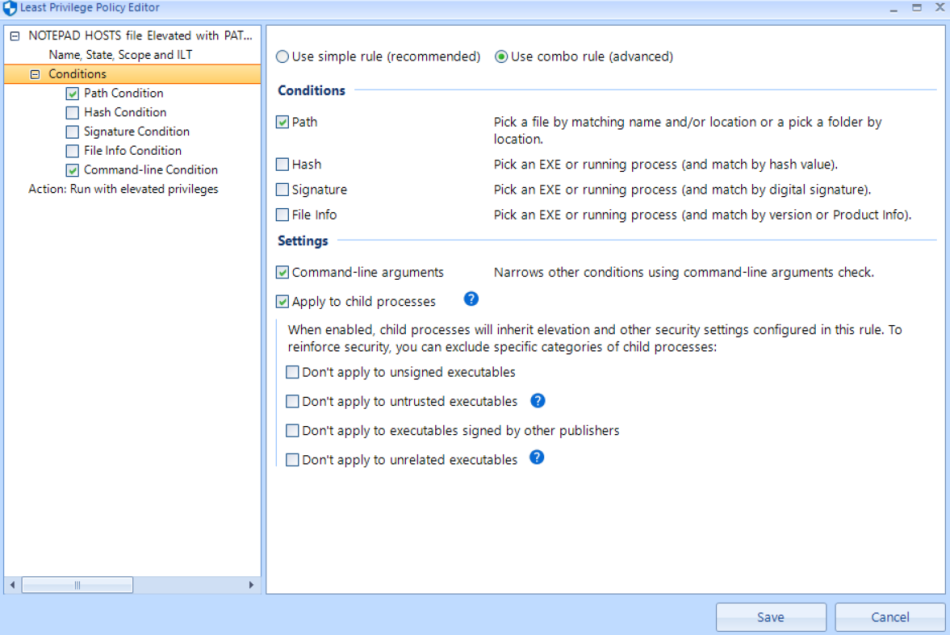 Least Privilege Policy Editor
NOTEPAD HOSTS file Elevated with PAT...
Name, State, Scope and ILT
Conditions
Path Condition
Hash Condition
Signature Condition
File Info Condition
Command-line Condition
Action: Run with elevated privileges
Use simple rule (recommended) Use combo rule (advanced)
Conditions
Path Pick a file by matching name and/or location or a pick a folder by
location.
Hash Pick an EXE or running process (and match by hash value).
Signature Pick an EXE or running process (and match by digital signature).
File Info Pick an EXE or running process (and match by version or Product Info).
Settings
Command-line arguments Narrows other conditions using command-line arguments check.
Apply to child processes ?
When enabled, child processes will inherit elevation and other security settings configured in this rule. To
reinforce security, you can exclude specific categories of child processes:
Don't apply to unsigned executables
Don't apply to untrusted executables ?
Don't apply to executables signed by other publishers
Don't apply to unrelated executables ?
Save Cancel